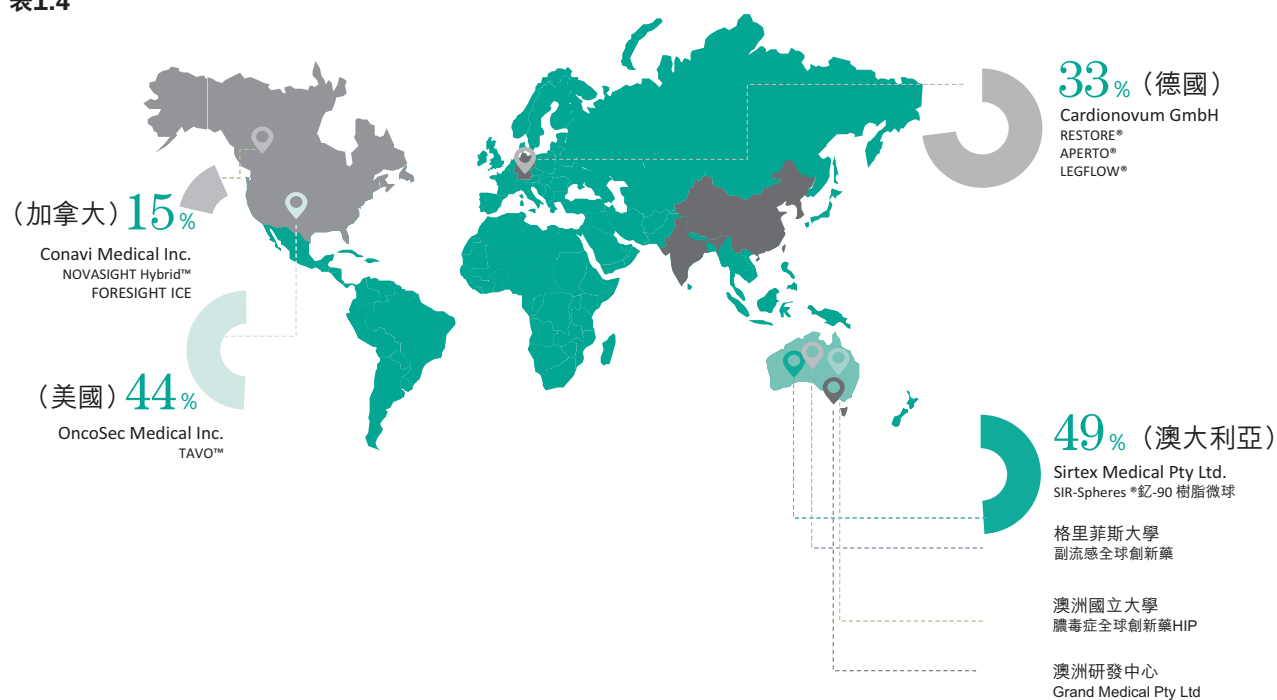 表1.4
33% （德國）
Cardionovum GmbH
RESTORE®
APERTO®
LEGFLOW®
（加拿大）15%
Conavi Medical Inc.
NOVASIGHT Hybrid™
FORESIGHT ICE
（美國）44%
OncoSec Medical Inc.
TAVO™
49% （澳大利亞）
Sirtex Medical Pty Ltd.
SIR-Spheres ®釔-90 樹脂微球
格里菲斯大學
副流感全球創新藥
澳洲國立大學
膿毒症全球創新藥HIP
澳洲研發中心
Grand Medical Pty Ltd